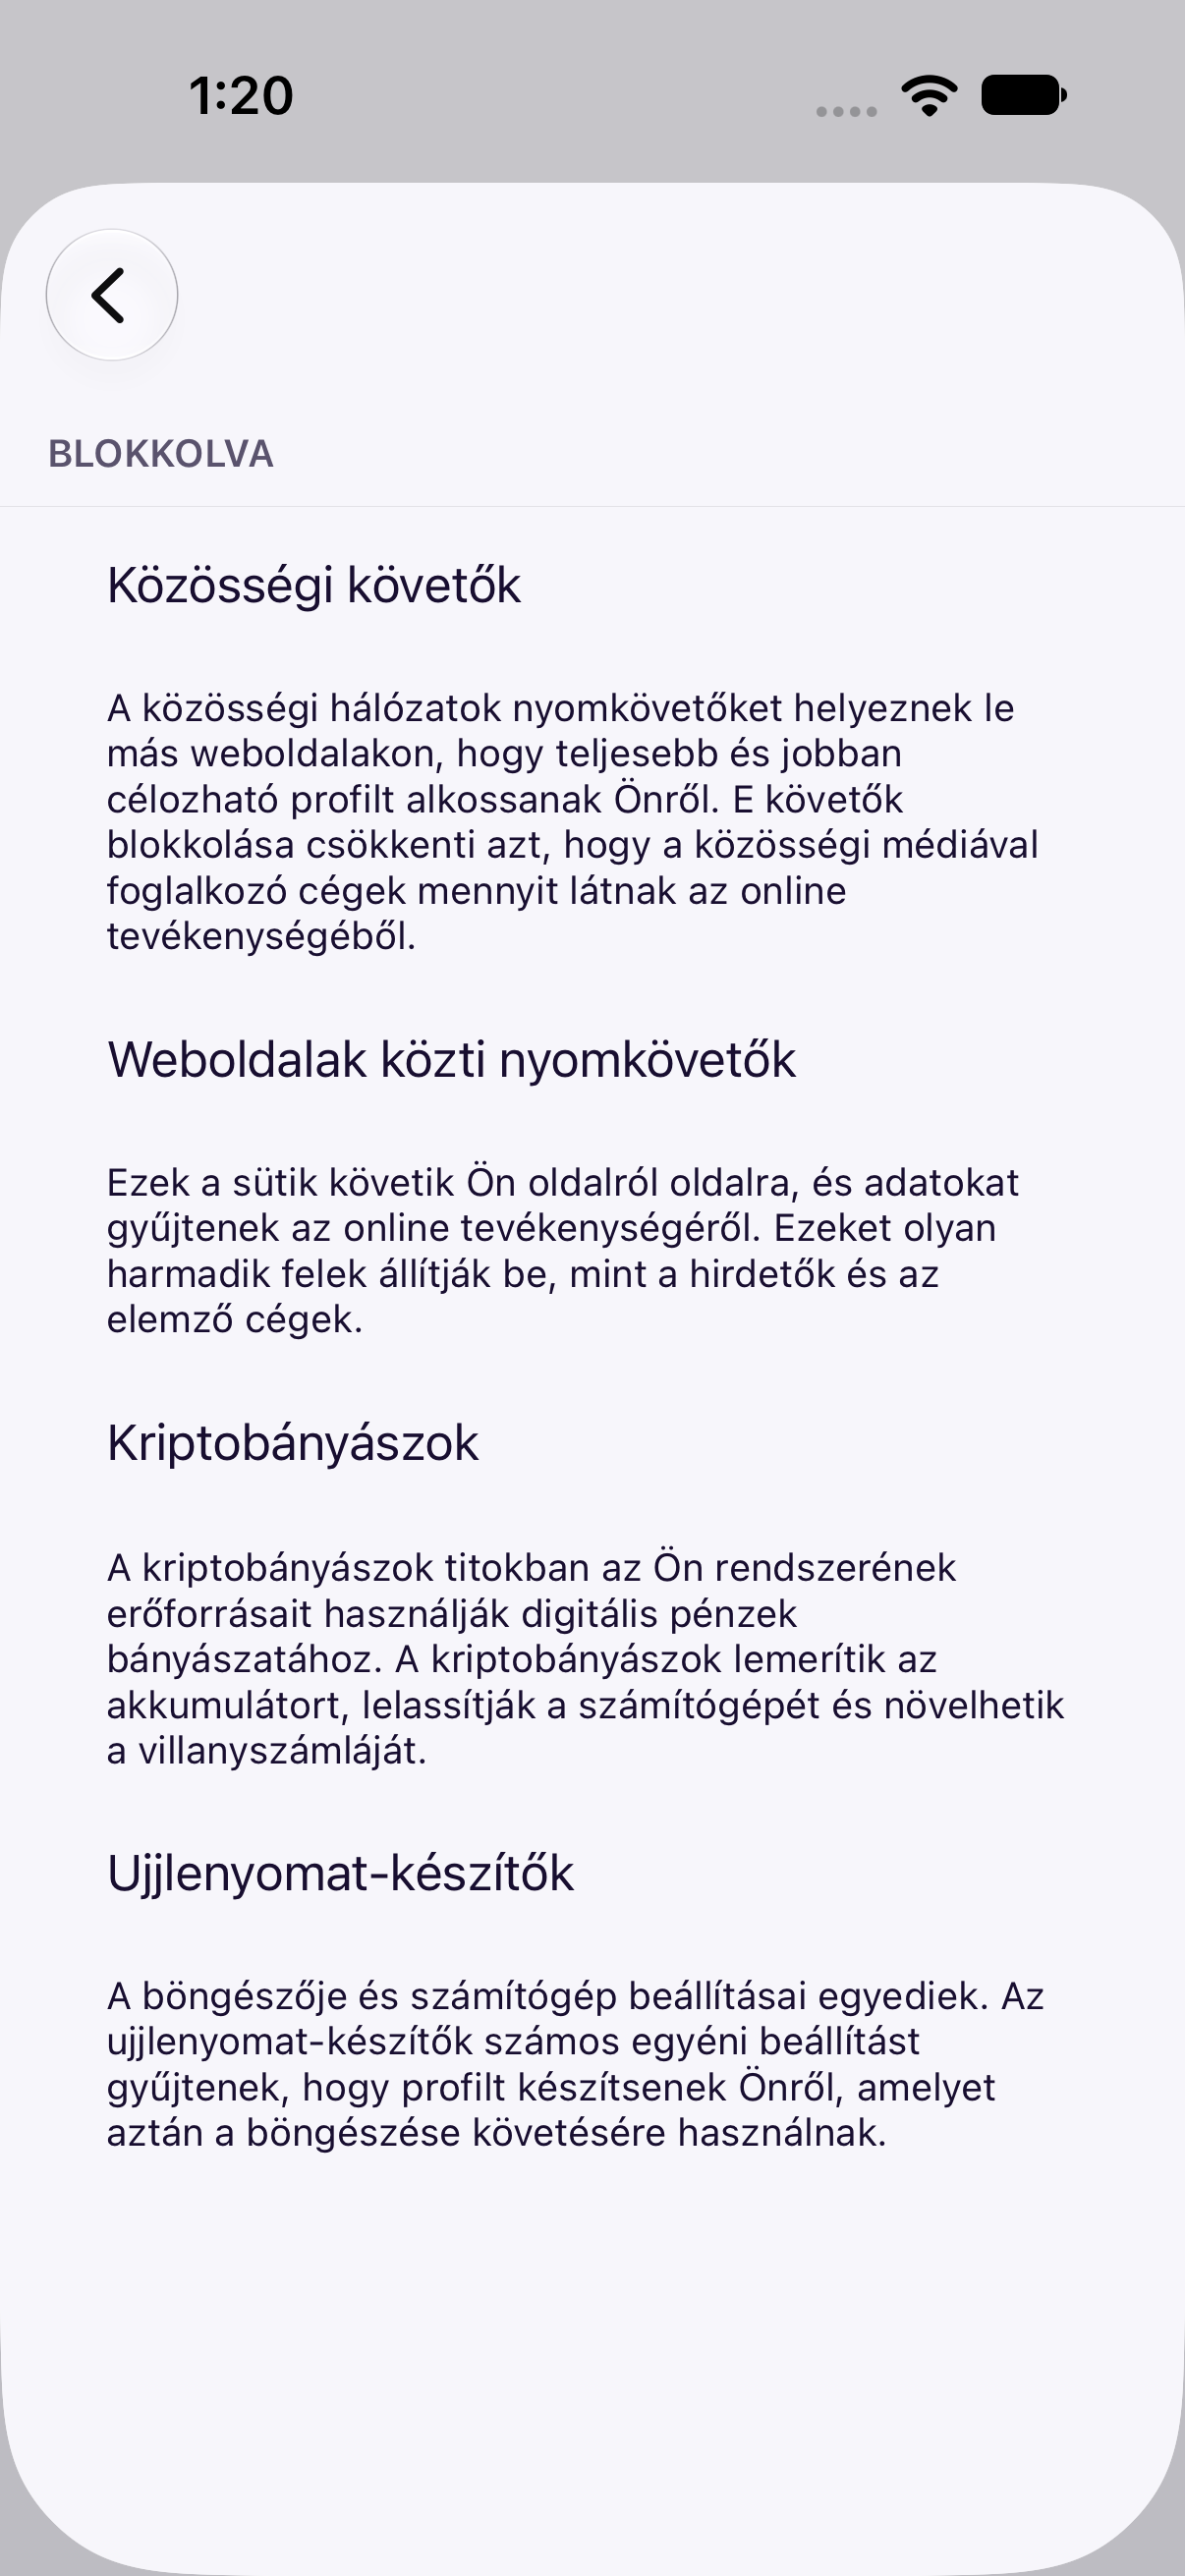 1:20
BLOKKOLVA
Közösségi követők
A közösségi hálózatok nyomkövetőket helyeznek le
más weboldalakon, hogy teljesebb és jobban
célozható profilt alkossanak Önről. E követők
blokkolása csökkenti azt, hogy a közösségi médiával
foglalkozó cégek mennyit látnak az online
tevékenységéből.
Weboldalak közti nyomkövetők
Ezek a sütik követik Ön oldalról oldalra, és adatokat
gyűjtenek az online tevékenységéről. Ezeket olyan
harmadik felek állítják be, mint a hirdetők és az
elemző cégek.
Kriptobányászok
A kriptobányászok titokban az Ön rendszerének
erőforrásait használják digitális pénzek
bányászatához. A kriptobányászok lemerítik az
akkumulátort, lelassítják a számítógépét és növelhetik
a villanyszámláját.
Ujjlenyomat-készítők
A böngészője és számítógép beállításai egyediek. Az
ujjlenyomat-készítők számos egyéni beállítást
gyűjtenek, hogy profilt készítsenek Önről, amelyet
aztán a böngészése követésére használnak.